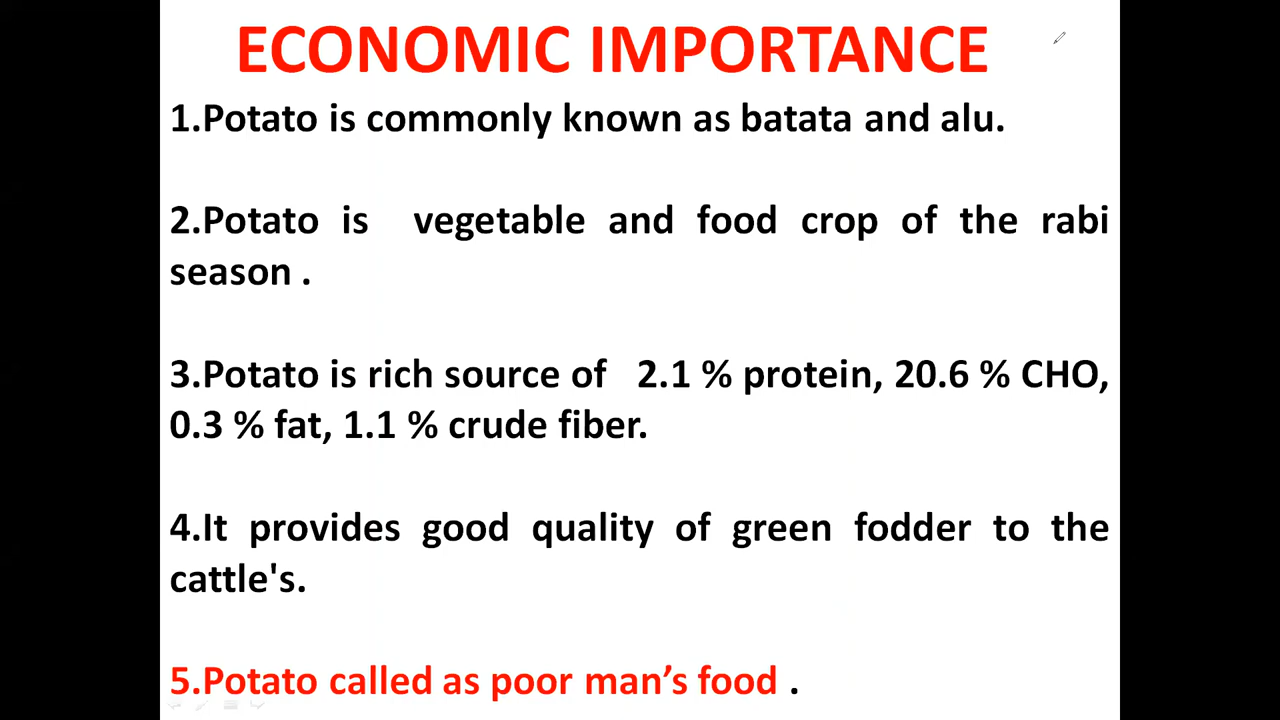 ECONOMIC IMPORTANCE
1.Potato is commonly known as batata and alu.
2.Potato is vegetable and food crop of the rabi
season .
3.Potato is rich source of 2.1 % protein, 20.6 % CHO,
0.3 % fat, 1.1 % crude fiber.
4.It provides good quality of green fodder to the
cattle's.
5.Potato called as poor man’s food .